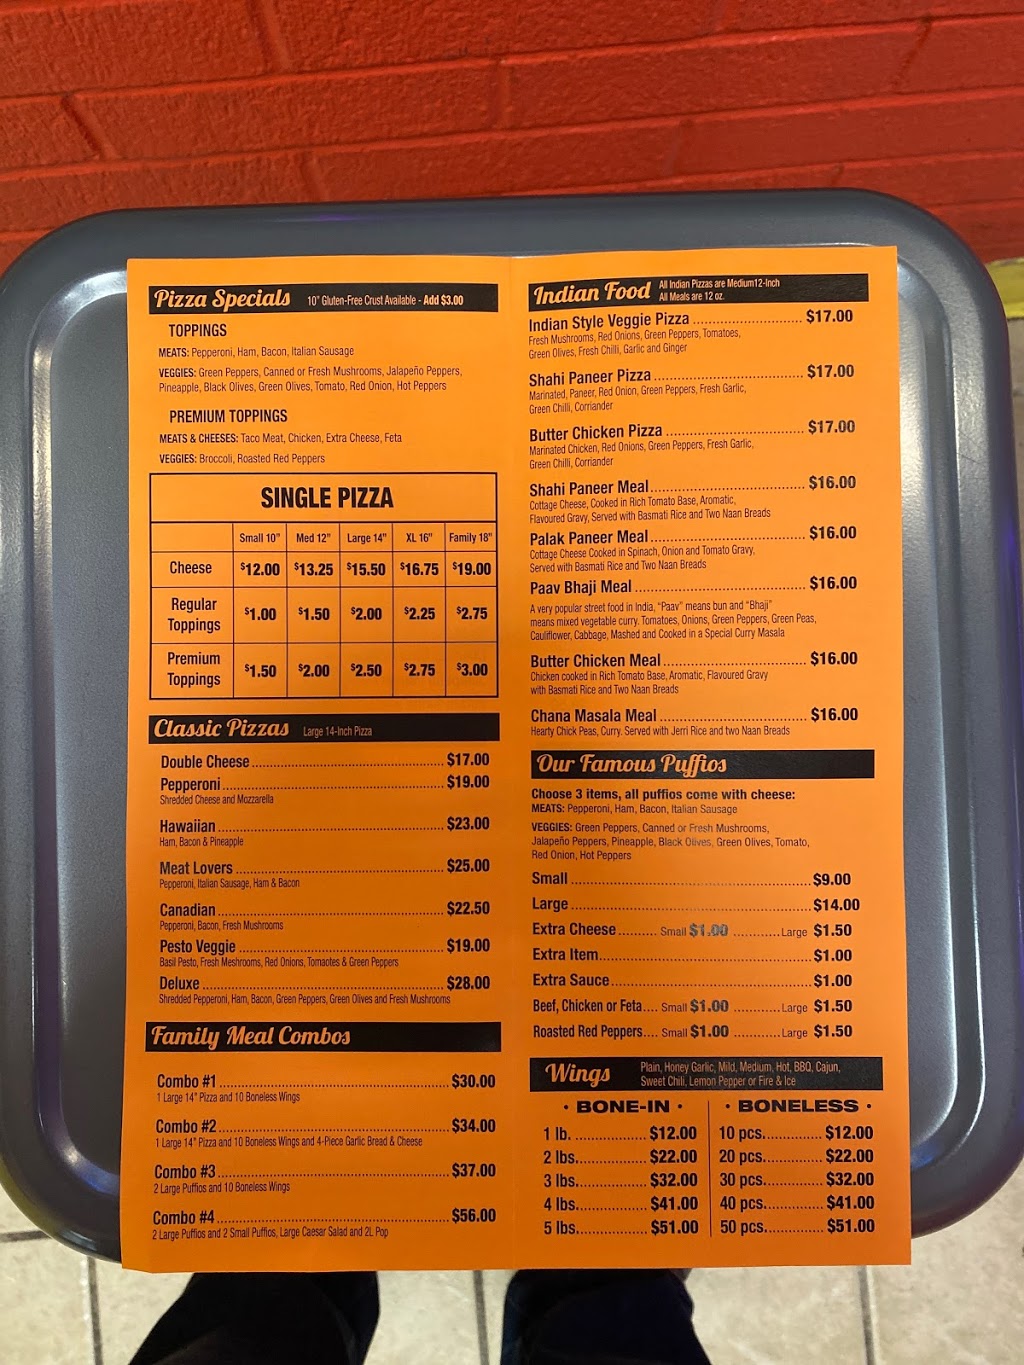 Pizza Specials 10" Gluten-Free Crust Available - Add $3.00
TOPPINGS
MEATS: Pepperoni, Ham, Bacon, Italian Sausage
VEGGIES: Green Peppers, Canned or Fresh Mushrooms, Jalapeño Peppers,
Pineapple, Black Olives, Green Olives, Tomato, Red Onion, Hot Peppers
PREMIUM TOPPINGS
MEATS & CHEESES: Taco Meat, Chicken, Extra Cheese, Feta
VEGGIES: Broccoli, Roasted Red Peppers
SINGLE PIZZA
Small 10" Med 12" Large 14" XL 16" Family 18"
Cheese $12.00 $13.25 $15.50 $16.75 $19.00
Regular Toppings $1.00 $1.50 $2.00 $2.25 $2.75
Premium Toppings $1.50 $2.00 $2.50 $2.75 $3.00
Classic Pizzas Large 14-Inch Pizza
Double Cheese $17.00
Pepperoni $19.00
Shredded Cheese and Mozzarella
Hawaiian $23.00
Ham, Bacon & Pineapple
Meat Lovers $25.00
Pepperoni, Italian Sausage, Ham & Bacon
Canadian $22.50
Pepperoni, Bacon, Fresh Mushrooms
Pesto Veggie $19.00
Basil Pesto, Fresh Meshrooms, Red Onions, Tomaotes & Green Peppers
Deluxe $28.00
Shredded Pepperoni, Ham, Bacon, Green Peppers, Green Olives and Fresh Mushrooms
Family Meal Combos
Combo #1 $30.00
1 Large 14" Pizza and 10 Boneless Wings
Combo #2 $34.00
1 Large 14" Pizza and 10 Boneless Wings and 4-Piece Garlic Bread & Cheese
Combo #3 $37.00
2 Large Puffios and 10 Boneless Wings
Combo #4 $56.00
2 Large Puffios and 2 Small Puffios, Large Caesar Salad and 2L Pop
Indian Food All Indian Pizzas are Medium12-Inch
All Meals are 12 oz.
Indian Style Veggie Pizza $17.00
Fresh Mushrooms, Red Onions, Green Peppers, Tomatoes,
Green Olives, Fresh Chilli, Garlic and Ginger
Shahi Paneer Pizza $17.00
Marinated, Paneer, Red Onion, Green Peppers, Fresh Garlic,
Green Chilli, Corriander
Butter Chicken Pizza $17.00
Marinated Chicken, Red Onions, Green Peppers, Fresh Garlic,
Green Chilli, Corriander
Shahi Paneer Meal $16.00
Cottage Cheese, Cooked in Rich Tomato Base, Aromatic,
Flavoured Gravy, Served with Basmati Rice and Two Naan Breads
Palak Paneer Meal $16.00
Cottage Cheese Cooked in Spinach, Onion and Tomato Gravy,
Served with Basmati Rice and Two Naan Breads
Paav Bhaji Meal $16.00
A very popular street food in India, "Paav" means bun and "Bhaji"
means mixed vegetable curry. Tomatoes, Onions, Green Peppers, Green Peas,
Cauliflower, Cabbage, Mashed and Cooked in a Special Curry Masala
Butter Chicken Meal $16.00
Chicken cooked in Rich Tomato Base, Aromatic, Flavoured Gravy
with Basmati Rice and Two Naan Breads
Chana Masala Meal $16.00
Hearty Chick Peas, Curry. Served with Jerri Rice and two Naan Breads
Our Famous Puffios
Choose 3 items, all puffios come with cheese:
MEATS: Pepperoni, Ham, Bacon, Italian Sausage
VEGGIES: Green Peppers, Canned or Fresh Mushrooms,
Jalapeño Peppers, Pineapple, Black Olives, Green Olives, Tomato,
Red Onion, Hot Peppers
Small $9.00
Large $14.00
Extra Cheese Small $1.00 Large $1.50
Extra Item $1.00
Extra Sauce $1.00
Beef, Chicken or Feta Small $1.00 Large $1.50
Roasted Red Peppers Small $1.00 Large $1.50
Wings Plain, Honey Garlic, Mild, Medium, Hot, BBQ, Cajun,
Sweet Chili, Lemon Pepper or Fire & Ice
• BONE-IN • • BONELESS •
1 lb. $12.00 10 pcs. $12.00
2 lbs. $22.00 20 pcs. $22.00
3 lbs. $32.00 30 pcs. $32.00
4 lbs. $41.00 40 pcs. $41.00
5 lbs. $51.00 50 pcs. $51.00